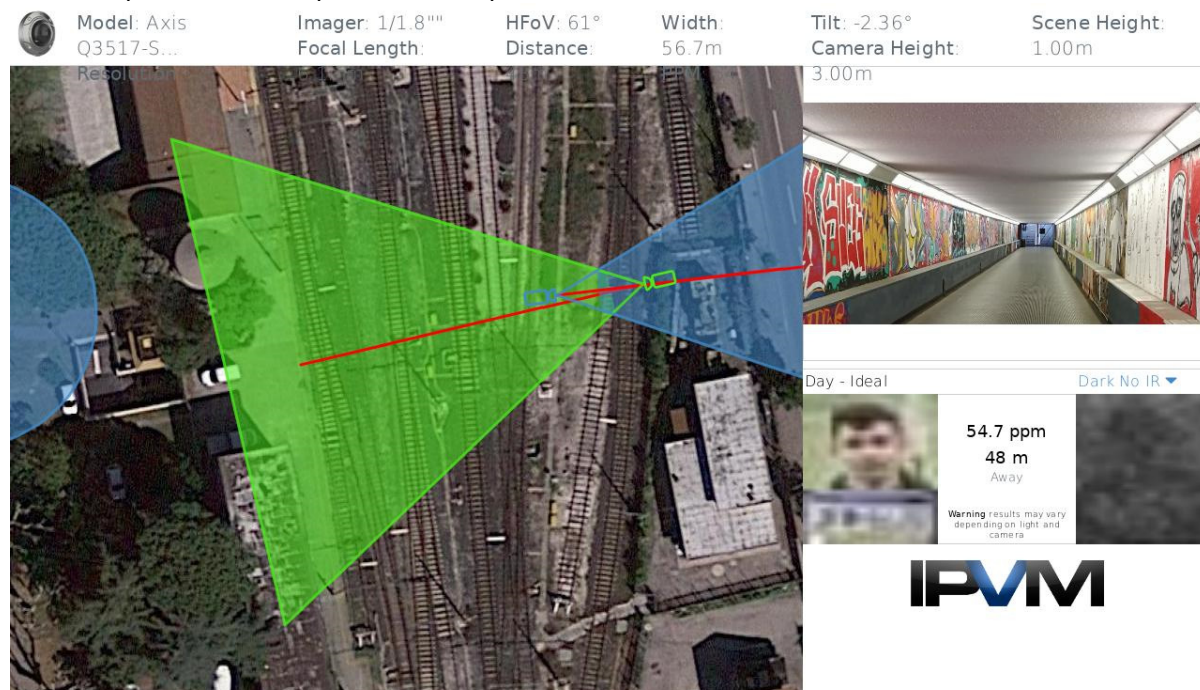 Model: Axis Q3517-S...
Imager: 1/1.8""
Focal Length:
HFoV: 61°
Distance:
Width: 56.7m
Tilt: -2.36°
Camera Height: 3.00m
Scene Height: 1.00m
Resolution
Day - Ideal
Dark No IR
54.7 ppm
48 m
Away
Warning results may vary
depending on light and
camera
IPVM